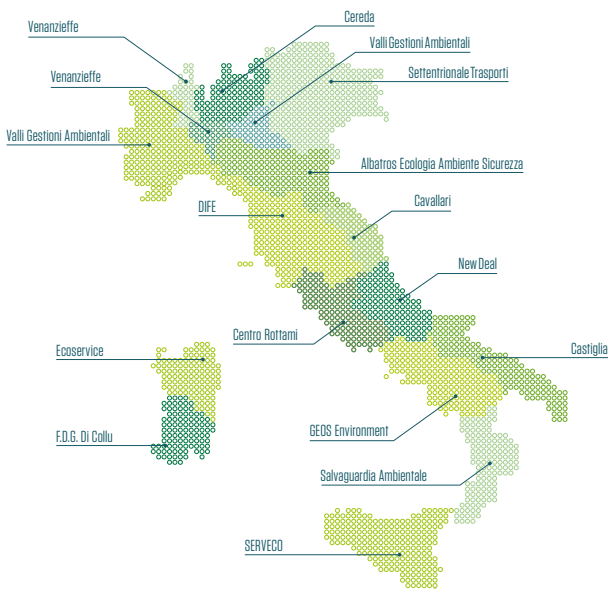 Cereda
Venanzieffe
Valli Gestioni Ambientali
Venanzieffe
Settentrionale Trasporti
Valli Gestioni Ambientali
Albatros Ecologia Ambiente Sicurezza
DIFE
Cavallari
New Deal
Centro Rottami
Castiglia
Ecoservice
GEOS Environment
F.D.G. Di Collu
Salvaguardia Ambientale
SERVECO